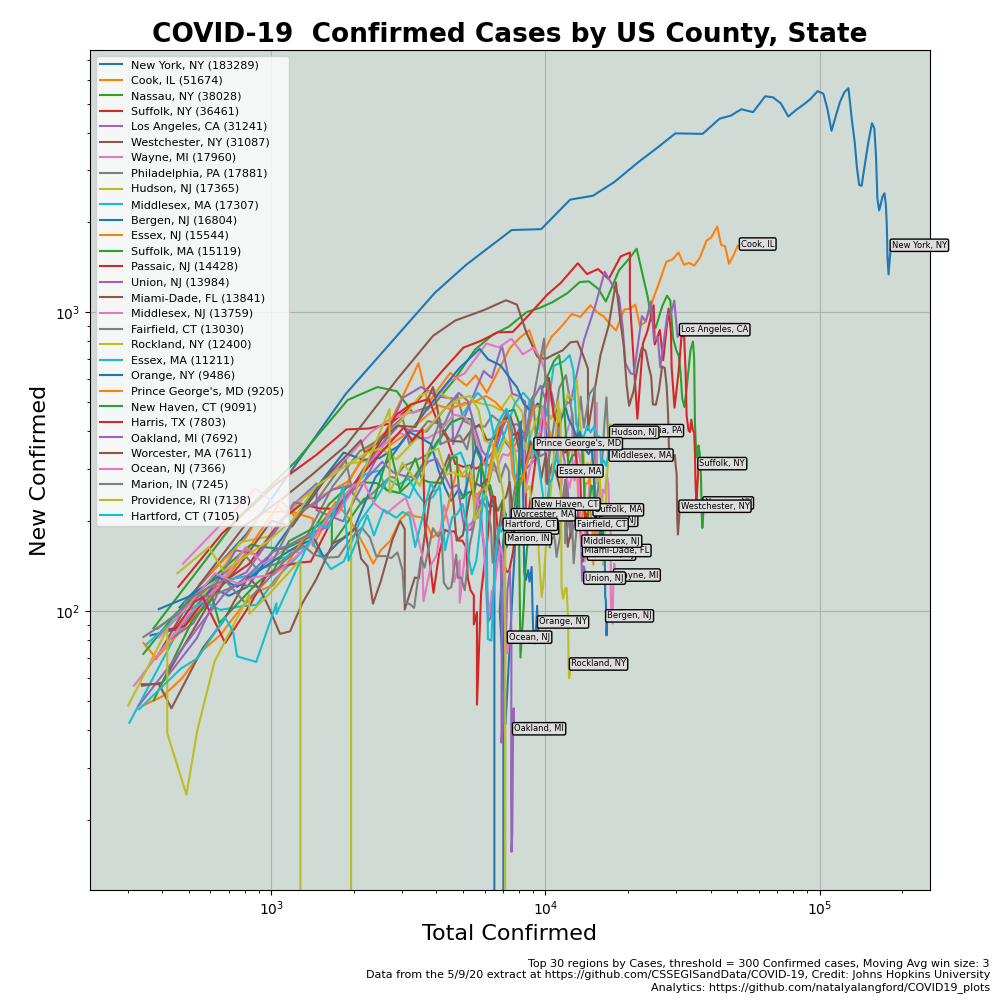 COVID-19  Confirmed Cases by US County, State
New York, NY (183289)
Cook, IL (51674)
Nassau, NY (38028)
Suffolk, NY (36461)
Los Angeles, CA (31241)
Westchester, NY (31087)
Wayne, MI (17960)
Philadelphia, PA (17881)
Hudson, NJ (17365)
Middlesex, MA (17307)
Bergen, NJ (16804)
Essex, NJ (15544)
Suffolk, MA (15119)
Passaic, NJ (14428)
Union, NJ (13984)
Miami-Dade, FL (13841)
Middlesex, NJ (13759)
Fairfield, CT (13030)
Rockland, NY (12400)
Essex, MA (11211)
Orange, NY (9486)
Prince George's, MD (9205)
New Haven, CT (9091)
Harris, TX (7803)
Oakland, MI (7692)
Worcester, MA (7611)
Ocean, NJ (7366)
Marion, IN (7245)
Providence, RI (7138)
Hartford, CT (7105)
Cook, IL
New York, NY
Los Angeles, CA
Hudson, NJ
ia, PA
Prince George's, MD
Middlesex, MA
Suffolk, NY
Essex, MA
New Haven, CT
Westchester, NY
uffolk, MA
Worcester, MA
Hartford, CT
Fairfield, CT
NJ
Marion, IN
Middlesex, NJ
Miami-Dade, FL
Union, NJ
yne, MI
Bergen, NJ
Orange, NY
Ocean, NJ
Rockland, NY
Oakland, MI
New Confirmed
10³
10²
10³
10⁴
10⁵
Total Confirmed
Top 30 regions by Cases, threshold = 300 Confirmed cases, Moving Avg win size: 3
Data from the 5/9/20 extract at https://github.com/CSSEGISandData/COVID-19, Credit: Johns Hopkins University
Analytics: https://github.com/natalyalangford/COVID19_plots